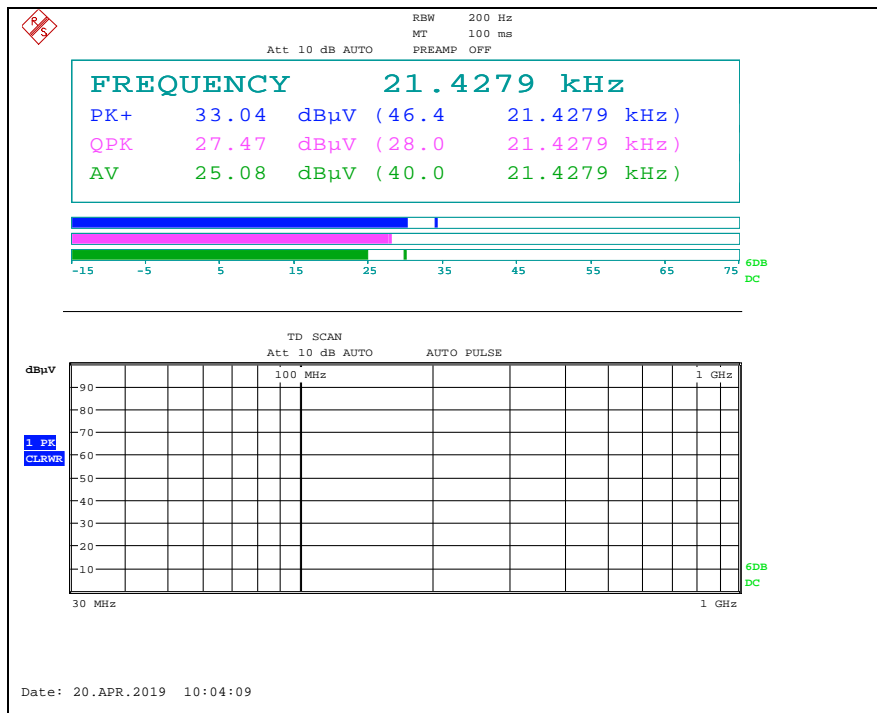 R
S
RBW 200 Hz
MT 100 ms
Att 10 dB AUTO PREAMP OFF
FREQUENCY 21.4279 kHz
PK+ 33.04 dBµV (46.4 21.4279 kHz)
QPK 27.47 dBµV (28.0 21.4279 kHz)
AV 25.08 dBµV (40.0 21.4279 kHz)
-15 -5 5 15 25 35 45 55 65 75
6DB
DC
TD SCAN
Att 10 dB AUTO AUTO PULSE
dBµV
100 MHz 1 GHz
90
80
70
1 PK
60
CLRWR
50
40
30
20
10
6DB
DC
30 MHz 1 GHz
Date: 20.APR.2019 10:04:09